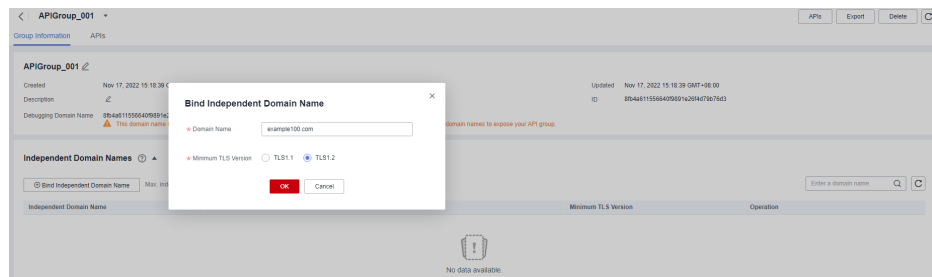 APIGroup_001
APIs Export Delete
Group Information APIs
APIGroup_001
Created Nov 17, 2022 15:18:39 G
Updated Nov 17, 2022 15:18:39 GMT+08:00
Description
ID 8fb4a611556640f9891e26f4d79b76d3
Debugging Domain Name 8fb4a611556640f9891e2
This domain name domain names to expose your API group.
Bind Independent Domain Name
* Domain Name example100.com
* Minimum TLS Version TLS1.1 TLS1.2
OK Cancel
Independent Domain Names
Bind Independent Domain Name Max. ind
Enter a domain name.
Independent Domain Name Minimum TLS Version Operation
No data available.